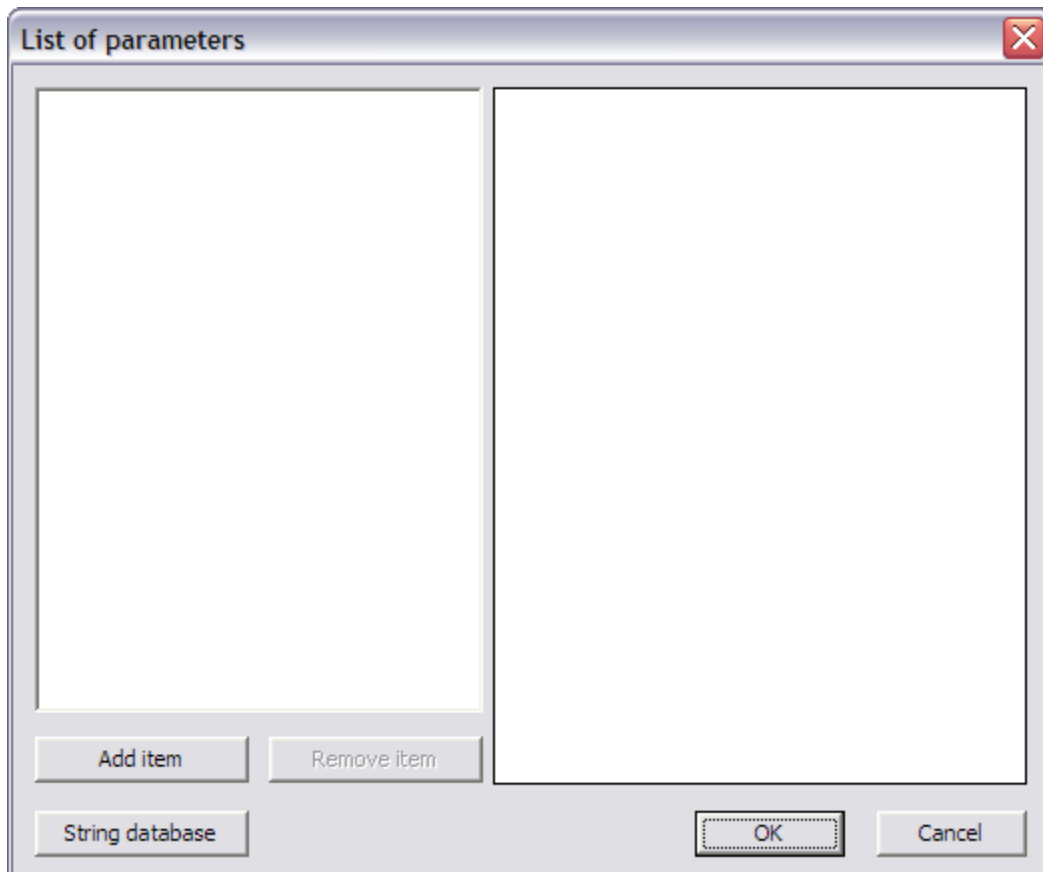 List of parameters
Add item
Remove item
String database
OK
Cancel